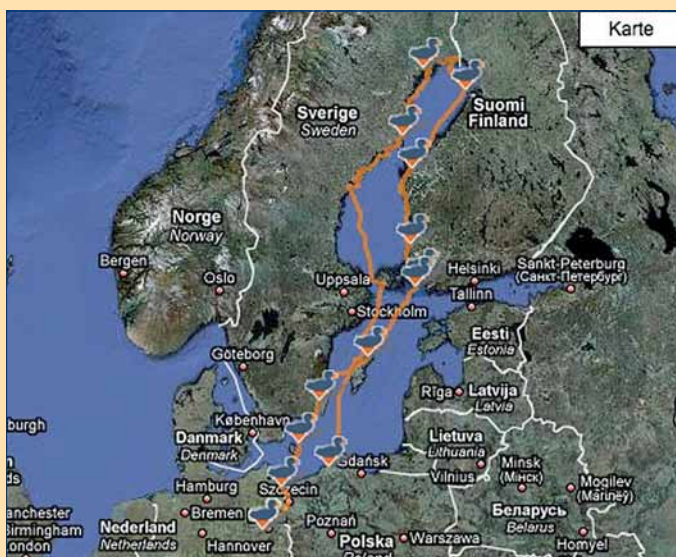 Karte
Sverige
Sweden
Suomi
Finland
Norge
Norway
Bergen
Oslo
Uppsala
Helsinki
Sankt-Peterburg
(Санкт-Петербург)
Tallinn
Stockholm
Eesti
Estonia
Göteborg
Rīga
Latvija
Latvia
København
burgh
Danmark
Denmark
Lietuva
Lithuania
Gdańsk
Vilnius
Minsk
(Мінск)
Mogilev
Hamburg
Szczecin
Беларусь
Belarus
anchester
Bremen
Birmingham
Nederland
Netherlands
Poznań
London
Hannover
Polska
Warszawa
Homyel